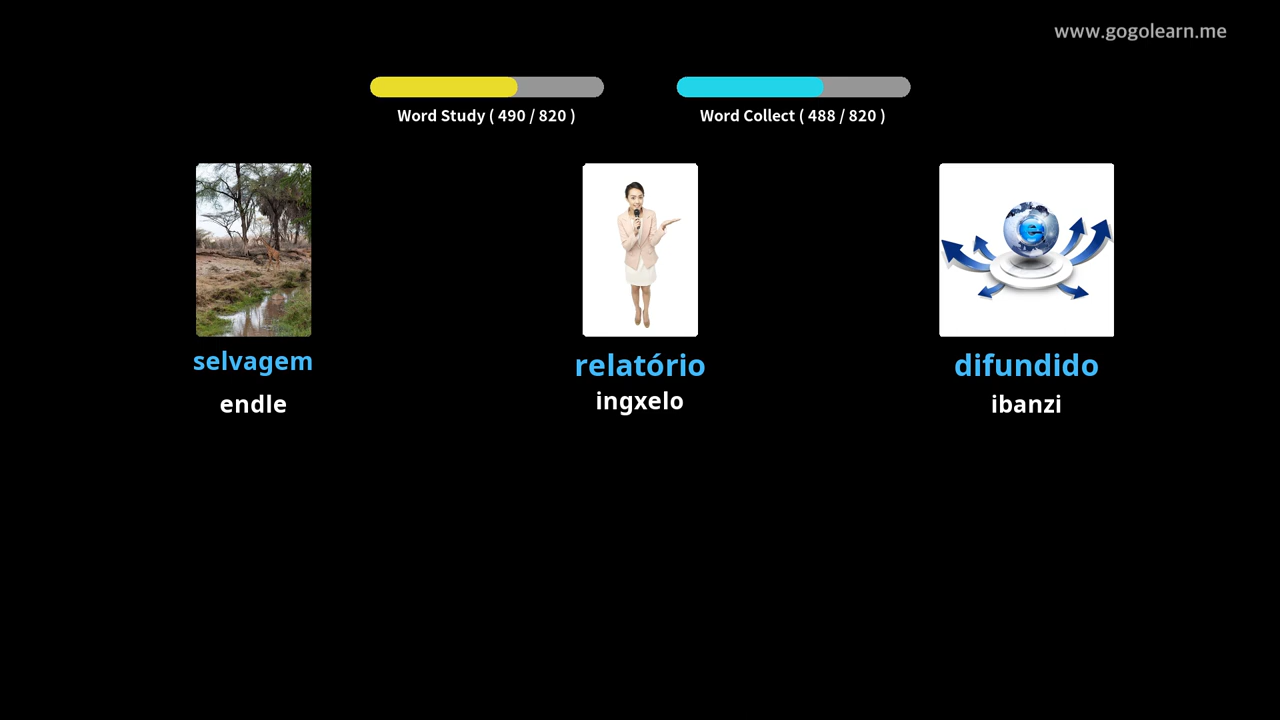 www.gogolearn.me
Word Study ( 490 / 820 )
Word Collect ( 488 / 820 )
selvagem
relatório
difundido
endle
ingxelo
ibanzi